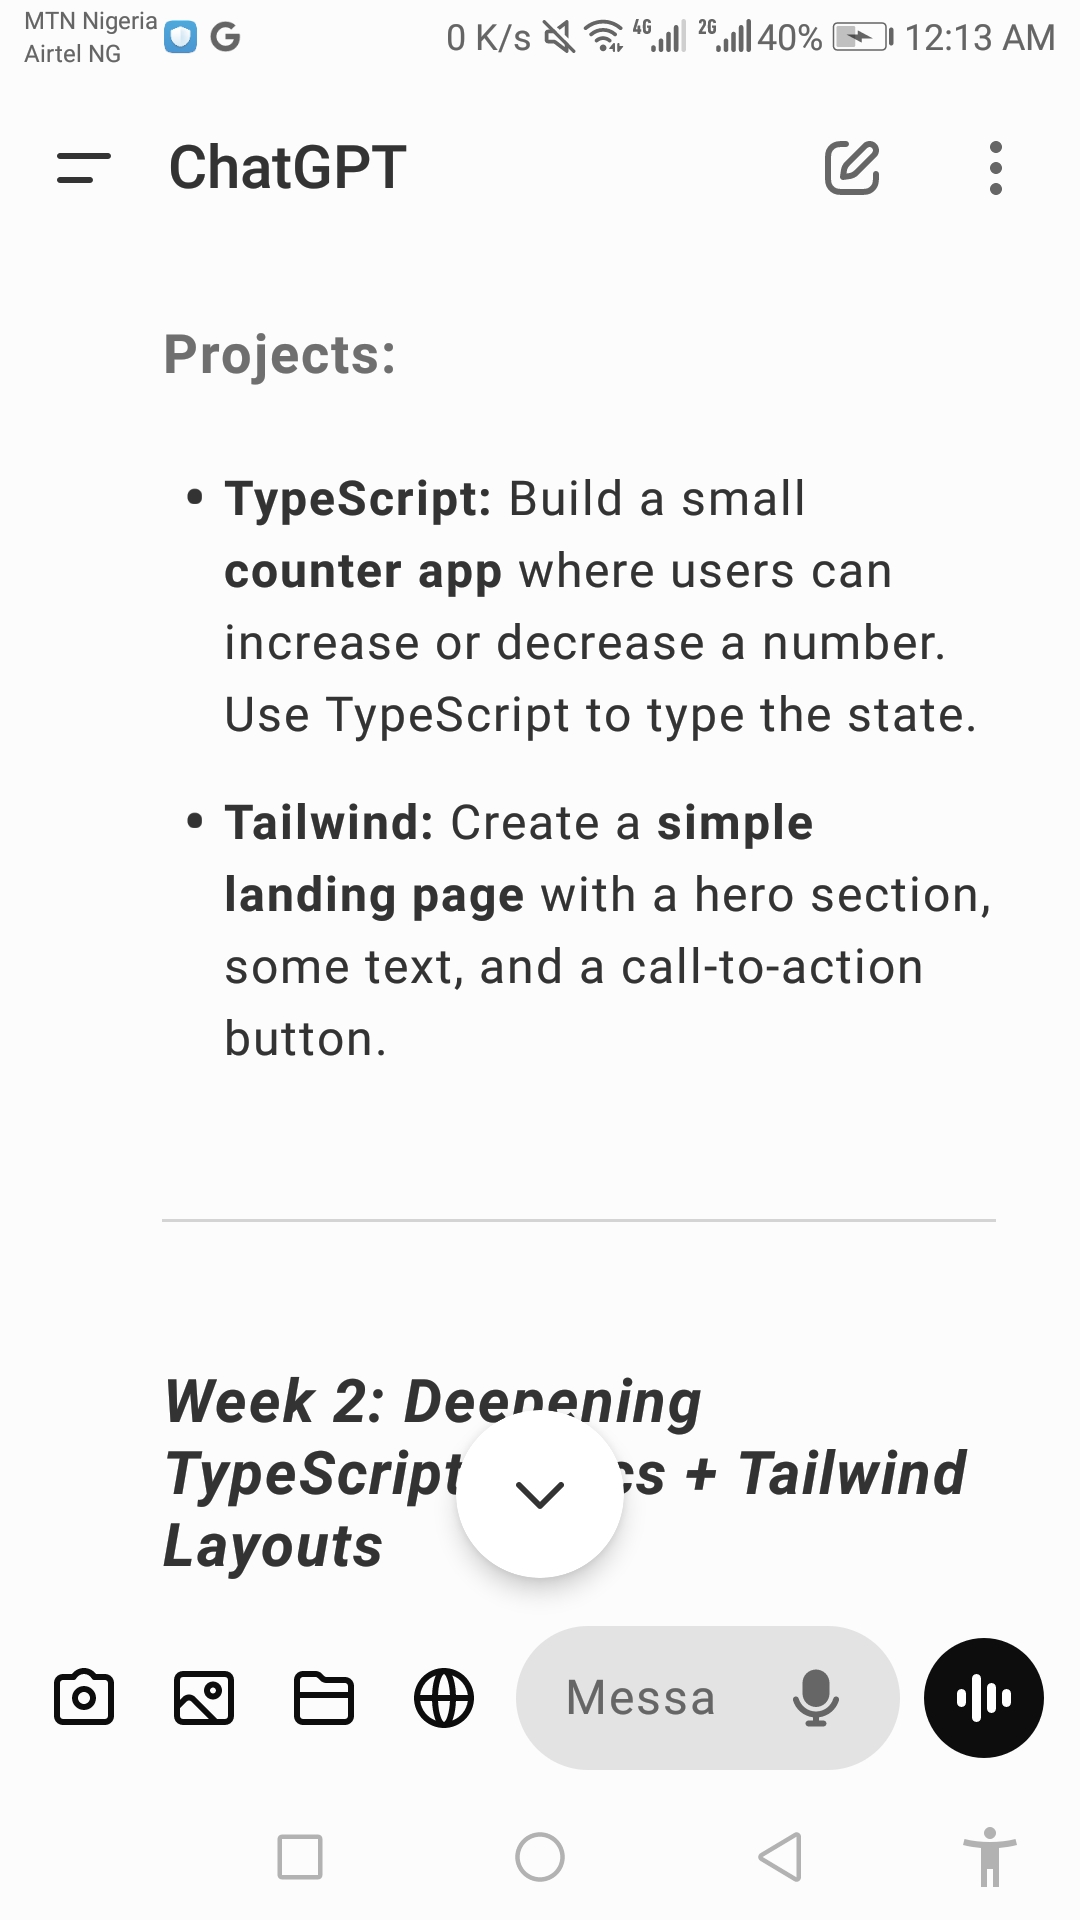 MTN Nigeria
Airtel NG
0 K/s 4G 2G 40% 12:13 AM
ChatGPT
Projects:
• TypeScript: Build a small
counter app where users can
increase or decrease a number.
Use TypeScript to type the state.
• Tailwind: Create a simple
landing page with a hero section,
some text, and a call-to-action
button.
Week 2: Deepening
TypeScript + Tailwind
Layouts
Messa